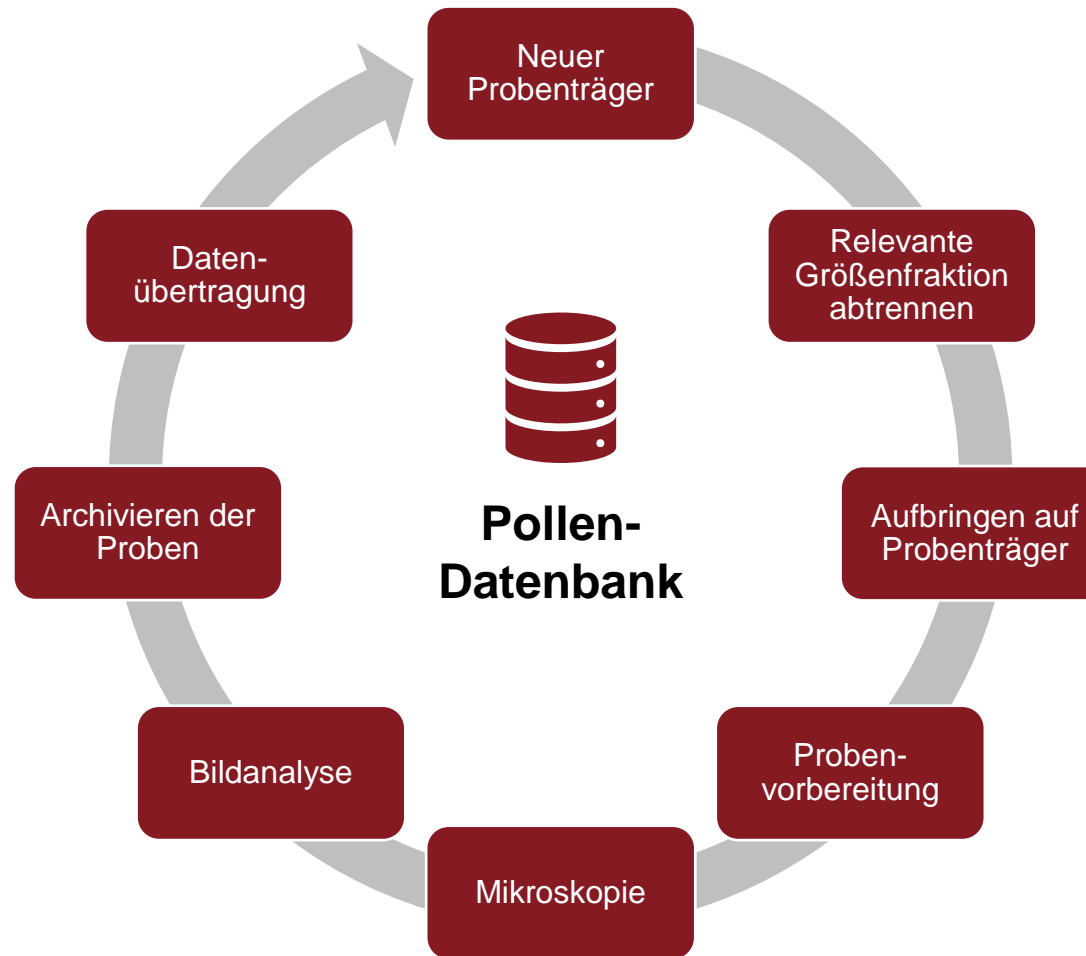 Neuer
Probenträger
Relevante
Größenfraktion
abtrennen
Aufbringen auf
Probenträger
Proben-
vorbereitung
Mikroskopie
Bildanalyse
Archivieren der
Proben
Daten-
übertragung
Pollen-
Datenbank